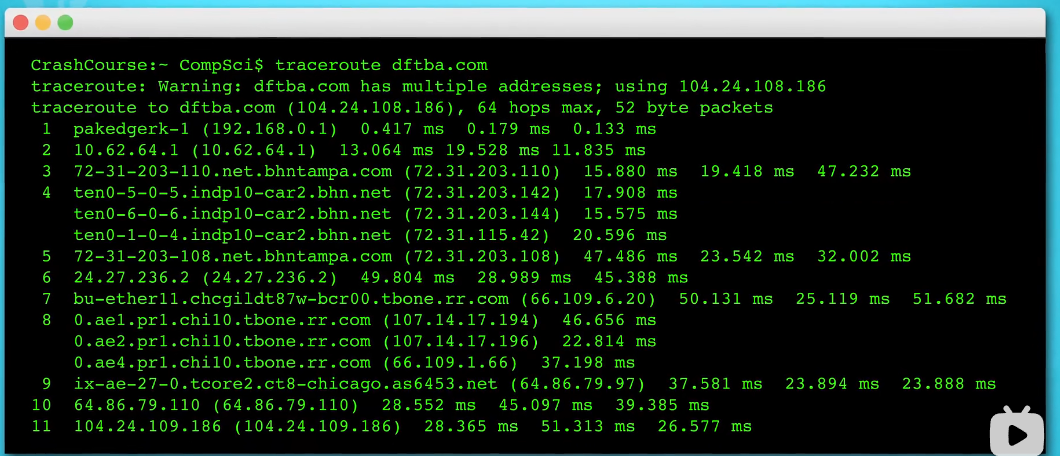 CrashCourse:~ CompSci$ traceroute dftba.com
traceroute: Warning: dftba.com has multiple addresses; using 104.24.108.186
traceroute to dftba.com (104.24.108.186), 64 hops max, 52 byte packets
1 pakedgerk-1 (192.168.0.1) 0.417 ms 0.179 ms 0.133 ms
2 10.62.64.1 (10.62.64.1) 13.064 ms 19.528 ms 11.835 ms
3 72-31-203-110.net.bhntampa.com (72.31.203.110) 15.880 ms 19.418 ms 47.232 ms
4 ten0-5-0-5.indp10-car2.bhn.net (72.31.203.142) 17.908 ms
ten0-6-0-6.indp10-car2.bhn.net (72.31.203.144) 15.575 ms
ten0-1-0-4.indp10-car2.bhn.net (72.31.115.42) 20.596 ms
5 72-31-203-108.net.bhntampa.com (72.31.203.108) 47.486 ms 23.542 ms 32.002 ms
6 24.27.236.2 (24.27.236.2) 49.804 ms 28.989 ms 45.388 ms
7 bu-ether11.chcgildt87w-bcr00.tbone.rr.com (66.109.6.20) 50.131 ms 25.119 ms 51.682 ms
8 0.ae1.pr1.chi10.tbone.rr.com (107.14.17.194) 46.656 ms
0.ae2.pr1.chi10.tbone.rr.com (107.14.17.196) 22.814 ms
0.ae4.pr1.chi10.tbone.rr.com (66.109.1.66) 37.198 ms
9 ix-ae-27-0.tcore2.ct8-chicago.as6453.net (64.86.79.97) 37.581 ms 23.894 ms 23.888 ms
10 64.86.79.110 (64.86.79.110) 28.552 ms 45.097 ms 39.385 ms
11 104.24.109.186 (104.24.109.186) 28.365 ms 51.313 ms 26.577 ms